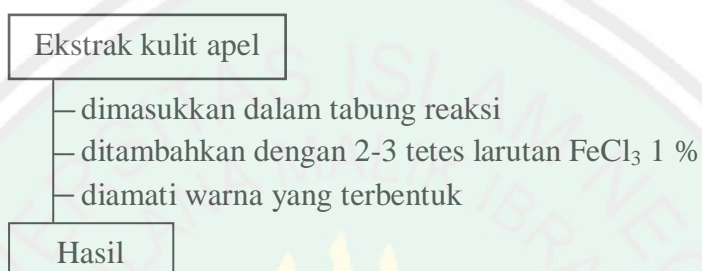 Ekstrak kulit apel
dimasukkan dalam tabung reaksi
ditambahkan dengan 2-3 tetes larutan FeCl₃ 1 %
diamati warna yang terbentuk
Hasil